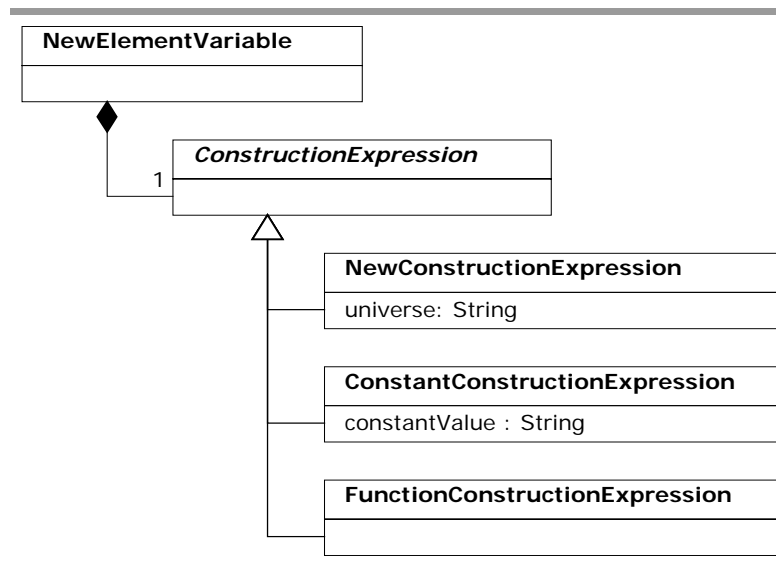 NewElementVariable
ConstructionExpression
1
NewConstructionExpression
universe: String
ConstantConstructionExpression
constantValue : String
FunctionConstructionExpression